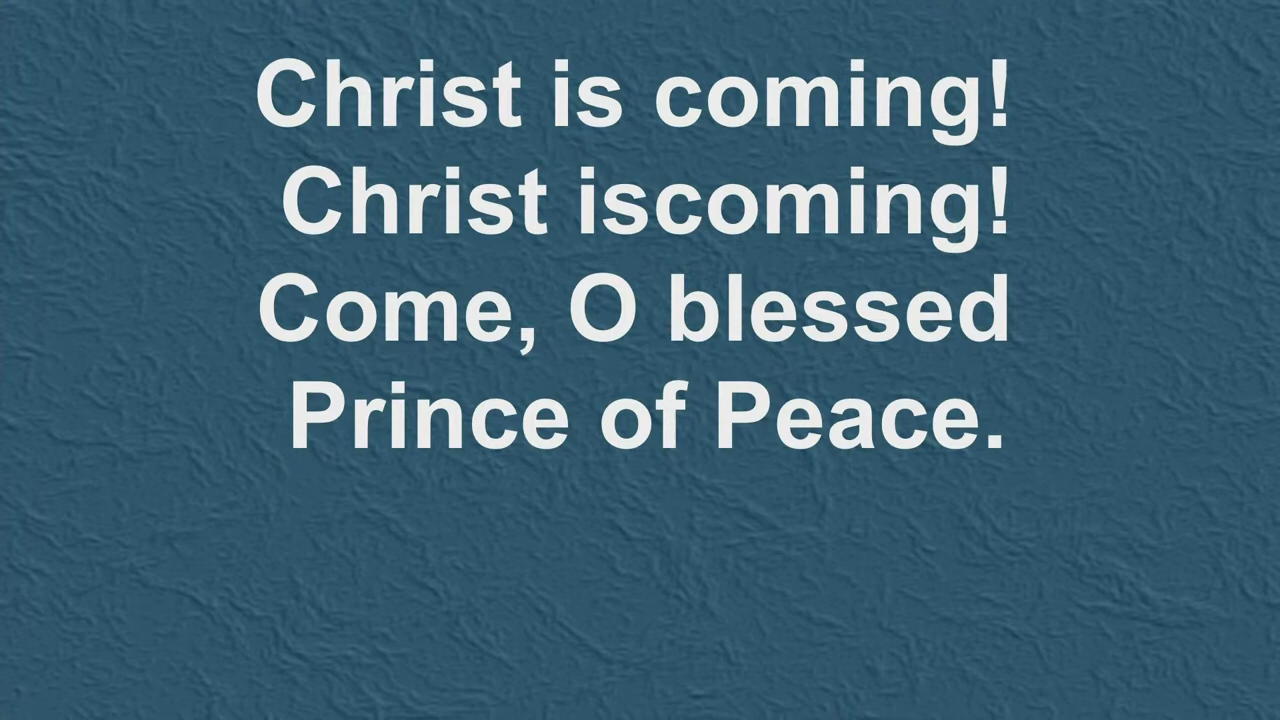 Christ is coming!
Christ iscoming!
Come, O blessed
Prince of Peace.